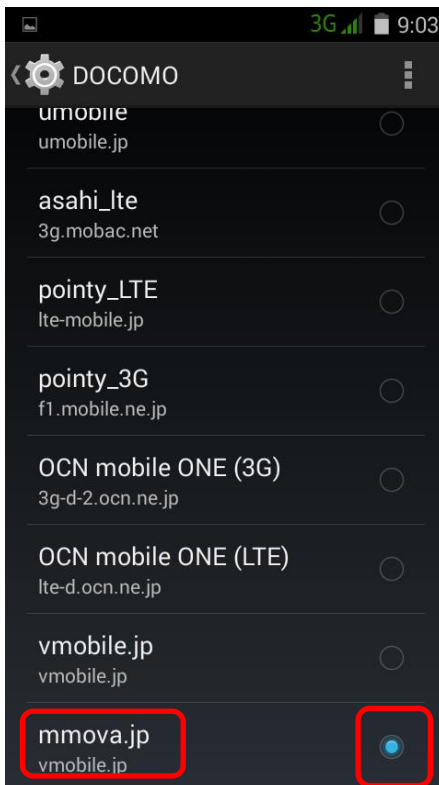 3G 9:03
DOCOMO
umobile
umobile.jp
asahi_lte
3g.mobac.net
pointy_LTE
lte-mobile.jp
pointy_3G
f1.mobile.ne.jp
OCN mobile ONE (3G)
3g-d-2.ocn.ne.jp
OCN mobile ONE (LTE)
lte-d.ocn.ne.jp
vmobile.jp
vmobile.jp
mmova.jp
vmobile.jp